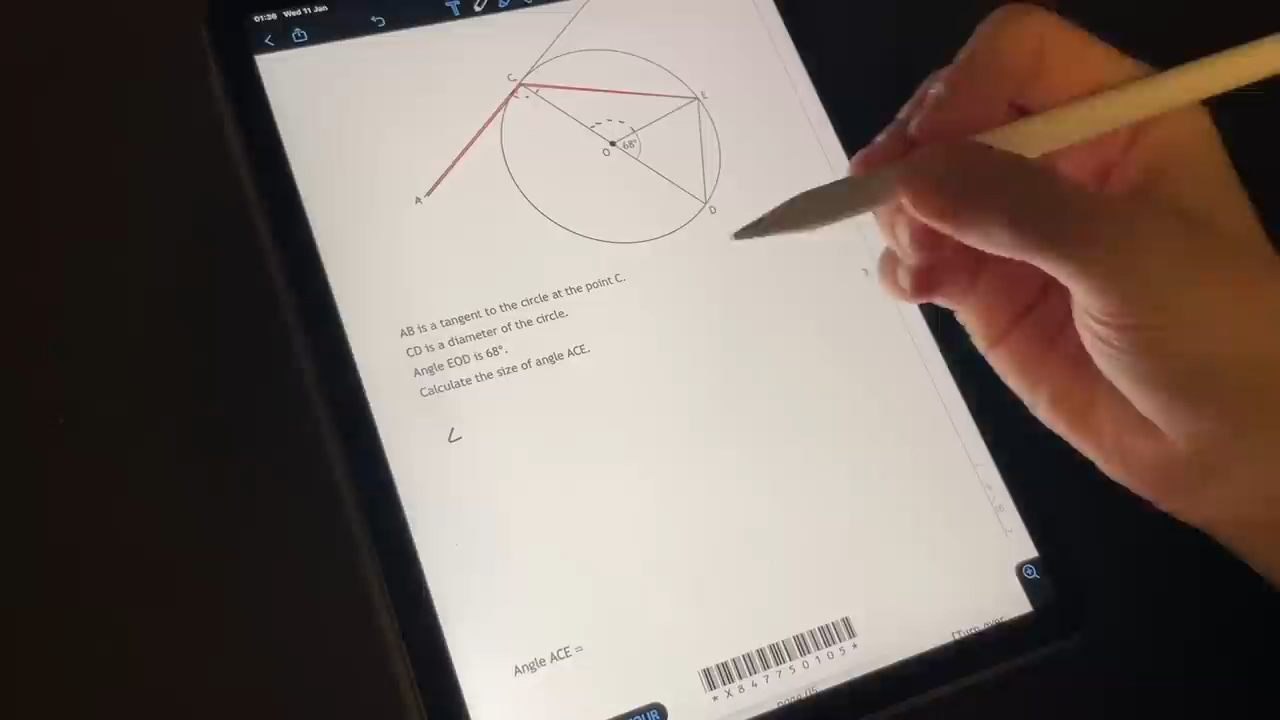 01:36 Wed 11 Jan
C
E
O
68°
A
D
AB is a tangent to the circle at the point C.
CD is a diameter of the circle.
Angle EOD is 68°.
Calculate the size of angle ACE.
∠
Angle ACE =
[Turn over
* X 8 4 7 7 5 0 1 0 5 *
page 05